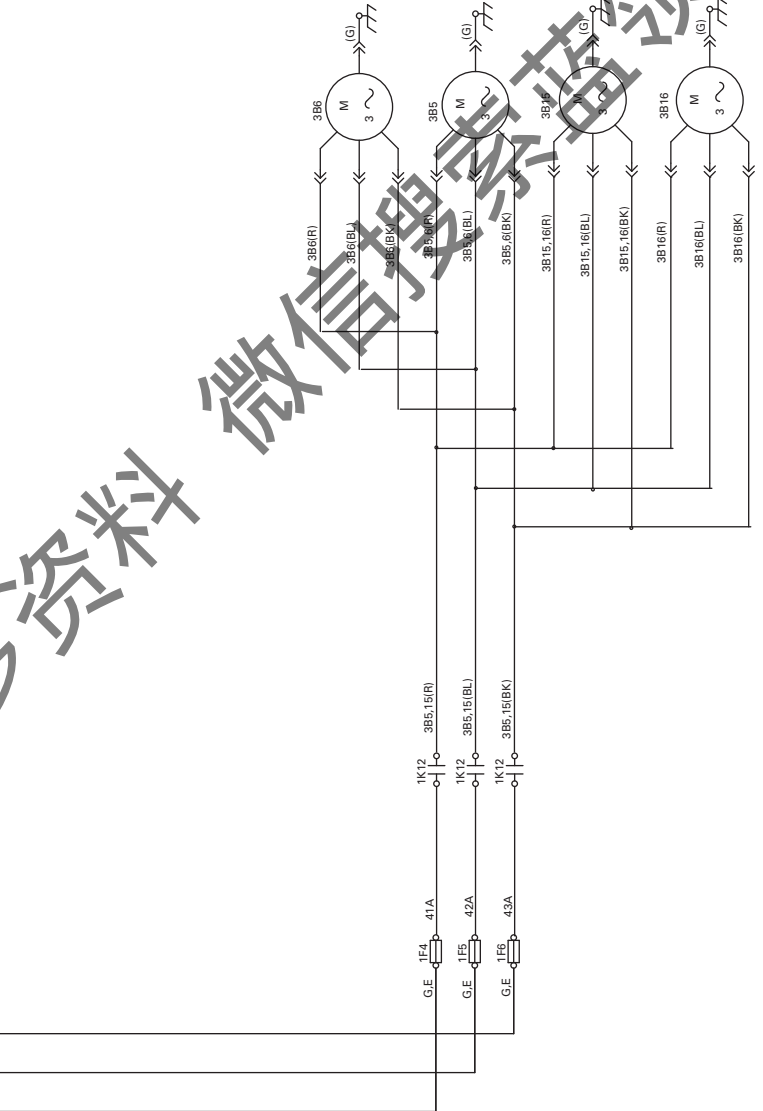 (G)
(G)
(G)
(G)
3B6
M
3
3B5
M
3
3B15
M
3
3B16
M
3
3B6(R)
3B6(BL)
3B6(BK)
3B5,6(R)
3B5,6(BL)
3B5,6(BK)
3B15,16(R)
3B15,16(BL)
3B15,16(BK)
3B16(R)
3B16(BL)
3B16(BK)
资料 微信搜索蓝领
3B5,15(R)
3B5,15(BL)
3B5,15(BK)
1K12
1K12
1K12
41A
42A
43A
1F4
1F5
1F6
G,E
G,E
G,E